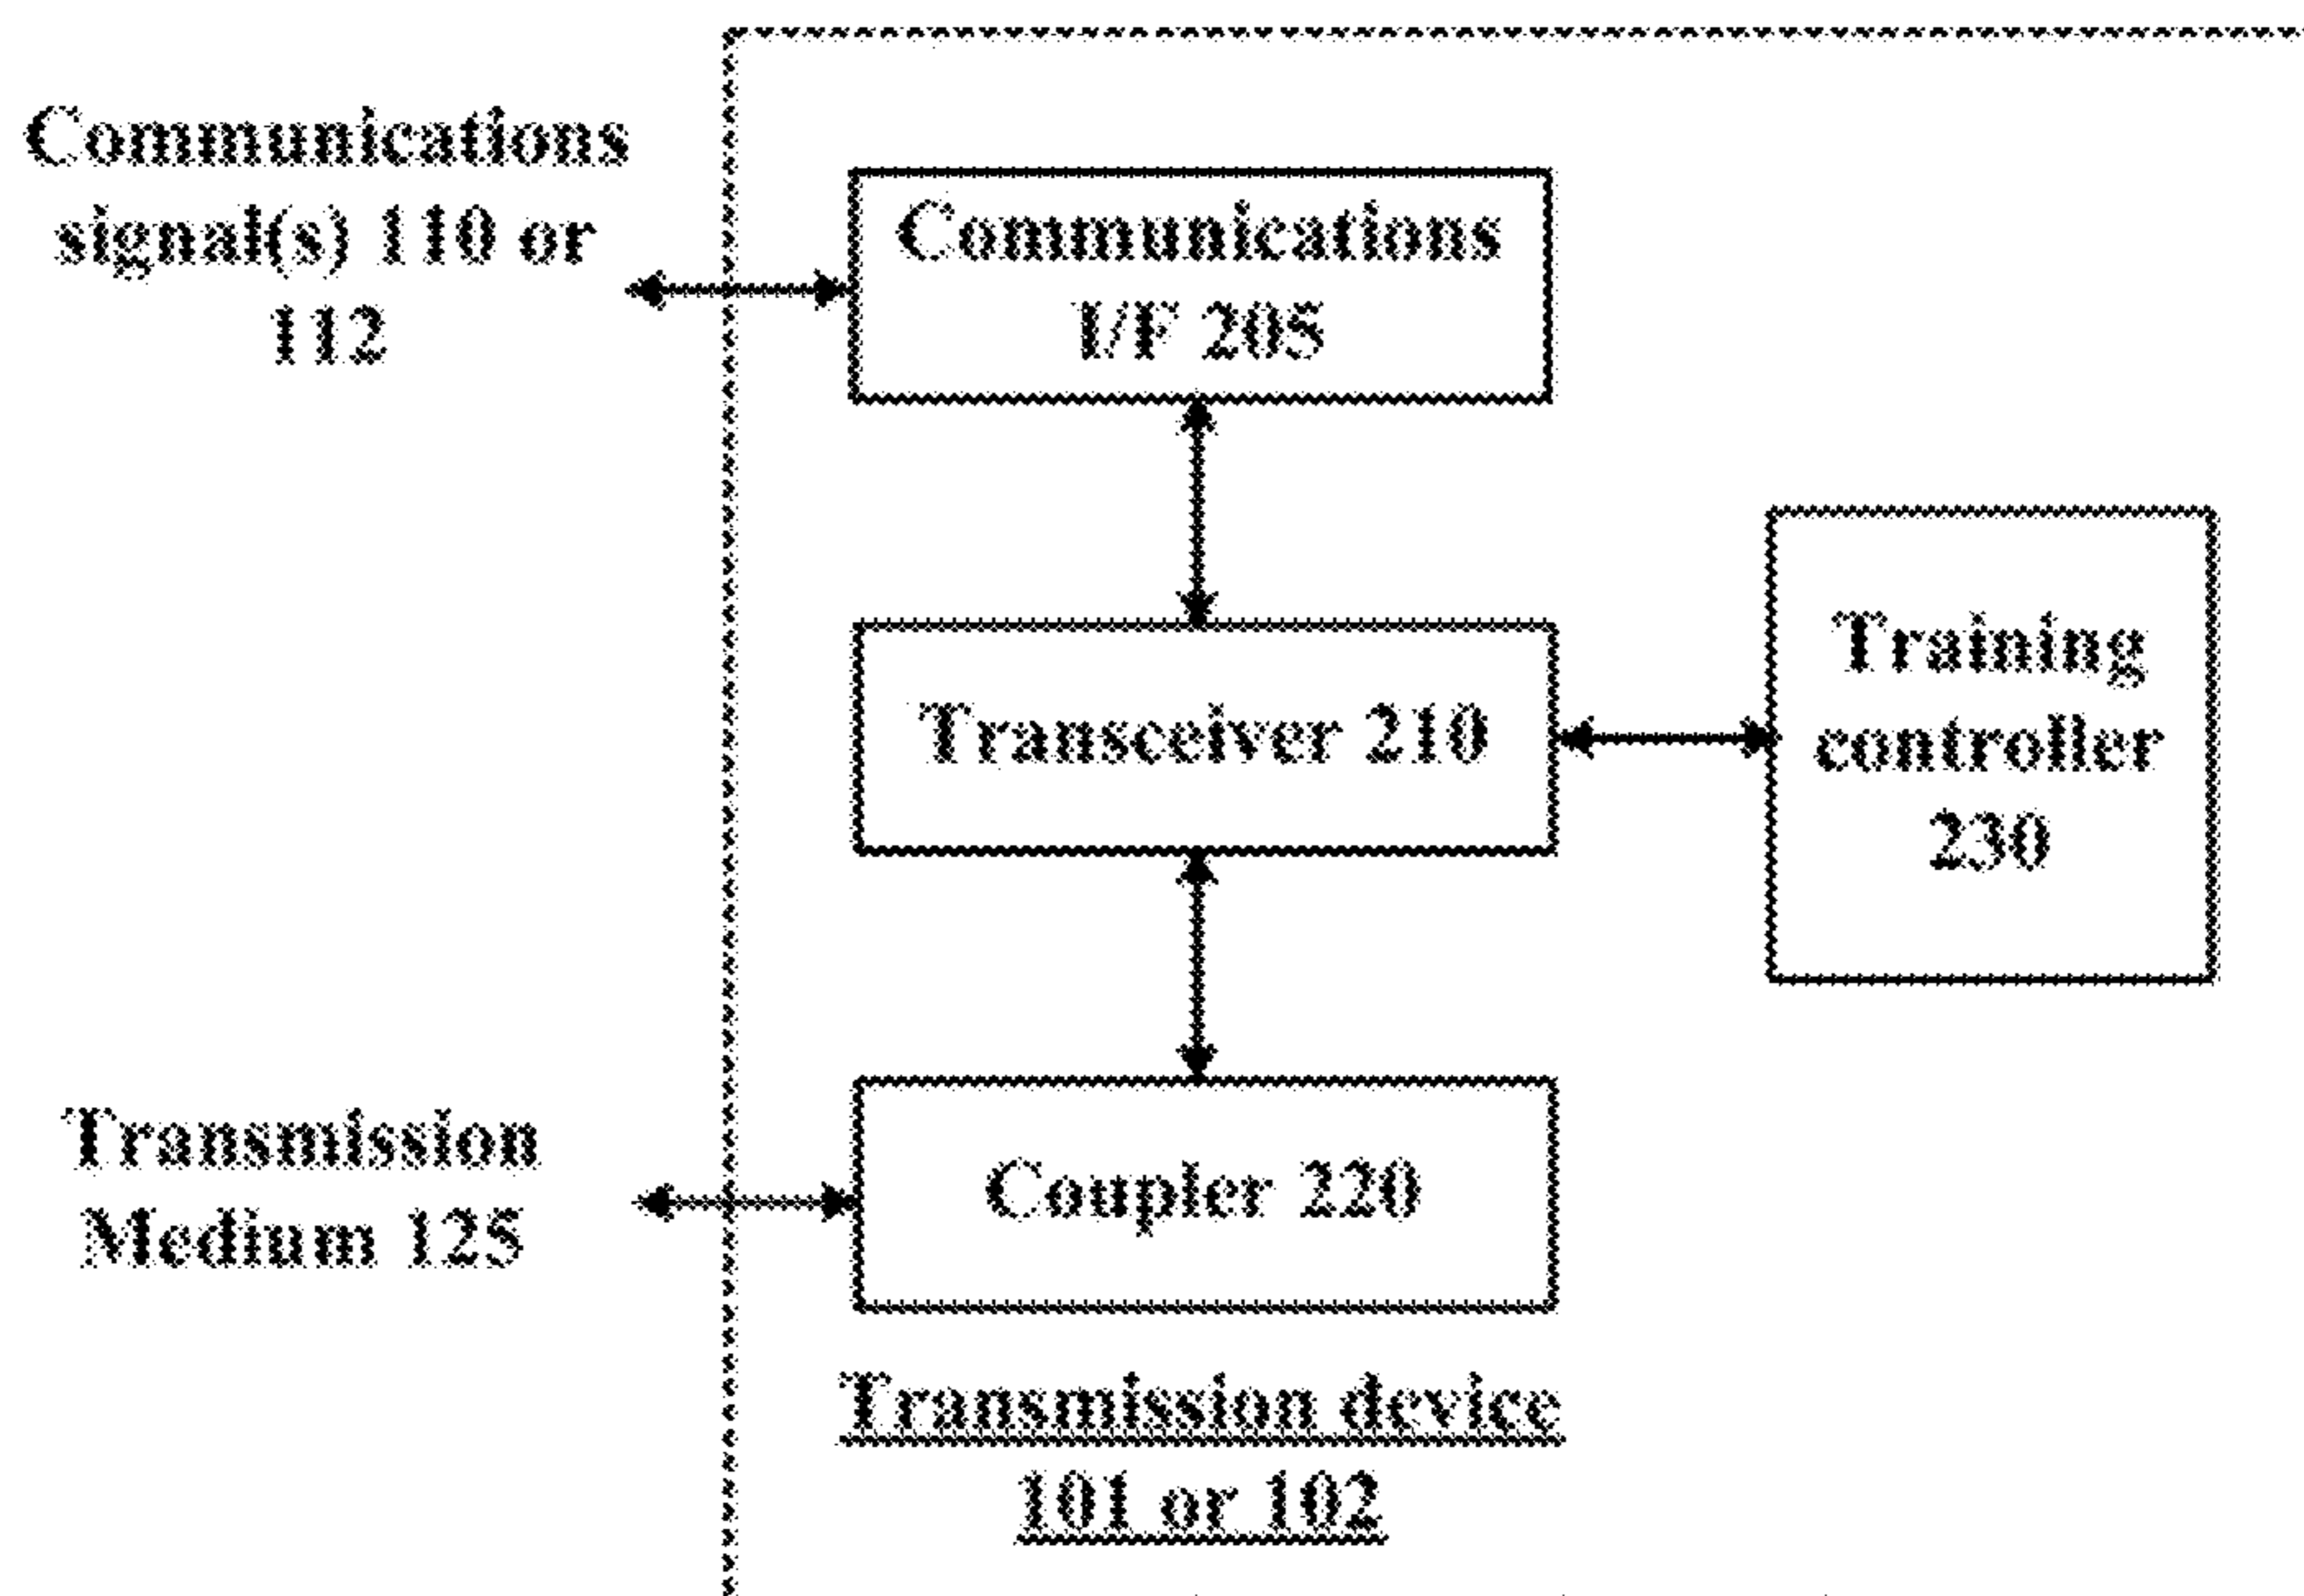 Communications
signal(s) 110 or
112
Communications
I/F 205
Transceiver 210
Training
controller
230
Transmission
Medium 125
Coupler 220
Transmission device
101 or 102